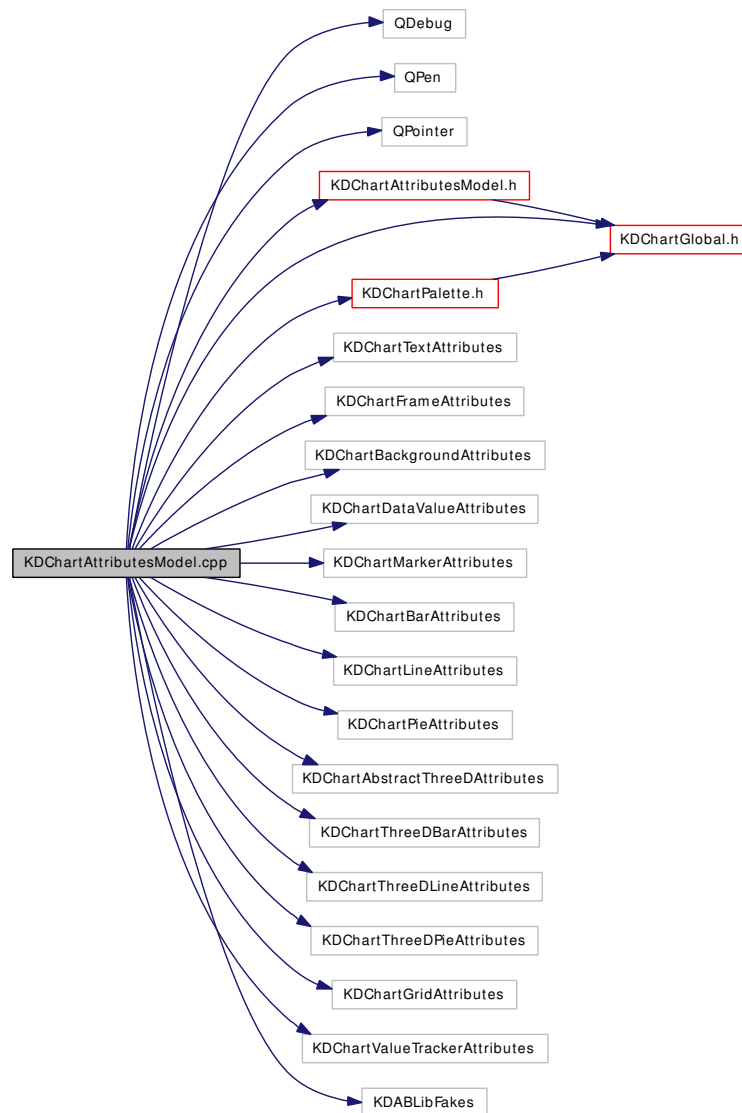 QDebug
QPen
QPointer
KDChartAttributesModel.h
KDChartGlobal.h
KDChartPalette.h
KDChartTextAttributes
KDChartFrameAttributes
KDChartBackgroundAttributes
KDChartDataValueAttributes
KDChartAttributesModel.cpp
KDChartMarkerAttributes
KDChartBarAttributes
KDChartLineAttributes
KDChartPieAttributes
KDChartAbstractThreeDAttributes
KDChartThreeDBarAttributes
KDChartThreeDLineAttributes
KDChartThreeDPieAttributes
KDChartGridAttributes
KDChartValueTrackerAttributes
KDABLibFakes